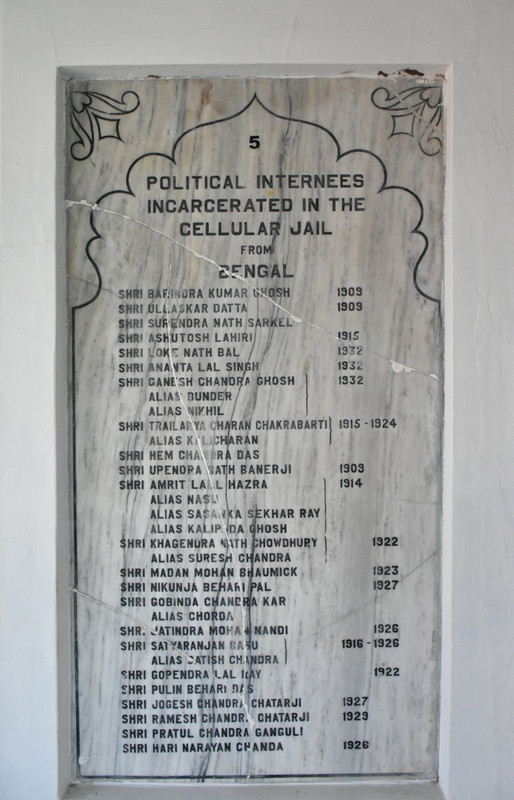 5
POLITICAL INTERNEES
INCARCERATED IN THE
CELLULAR JAIL
FROM
BENGAL
SHRI BARINDRA KUMAR GHOSH 1909
SHRI ULLASKAR DATTA 1909
SHRI SURENDRA NATH SARKEL
SHRI ASHUTOSH LAHIRI 1915
SHRI LOKE NATH BAL 1932
SHRI ANANTA LAL SINGH 1932
SHRI GANESH CHANDRA GHOSH 1932
ALIAS BUNDER
ALIAS NIKHIL
SHRI TRAILAKYA CHARAN CHAKRABARTI 1915-1924
ALIAS KALICHARAN
SHRI HEM CHANDRA DAS
SHRI UPENDRA NATH BANERJI 1909
SHRI AMRIT LALL HAZRA 1914
ALIAS
ALIAS SASANKA SEKHAR RAY
ALIAS KALIPADA GHOSH
SHRI KHAGENDRA NATH CHOWDHURY 1922
ALIAS SURESH CHANDRA
SHRI MADAN MOHAN BHAUMICK 1923
SHRI NIKUNJA BEHARI PAL 1927
SHRI GOBINDA CHANDRA KAR
ALIAS CHORDA
SHRI JATINDRA MOHAN NANDI 1926
SHRI SATYARANJAN BASU 1916-1926
ALIAS SATISH CHANDRA
SHRI GOPENDRA LAL RAY 1922
SHRI PULIN BEHARI DAS
SHRI JOGESH CHANDRA CHATARJI 1927
SHRI RAMESH CHANDRA CHATARJI 1929
SHRI PRATUL CHANDRA GANGULI
SHRI HARI NARAYAN CHANDA 1926